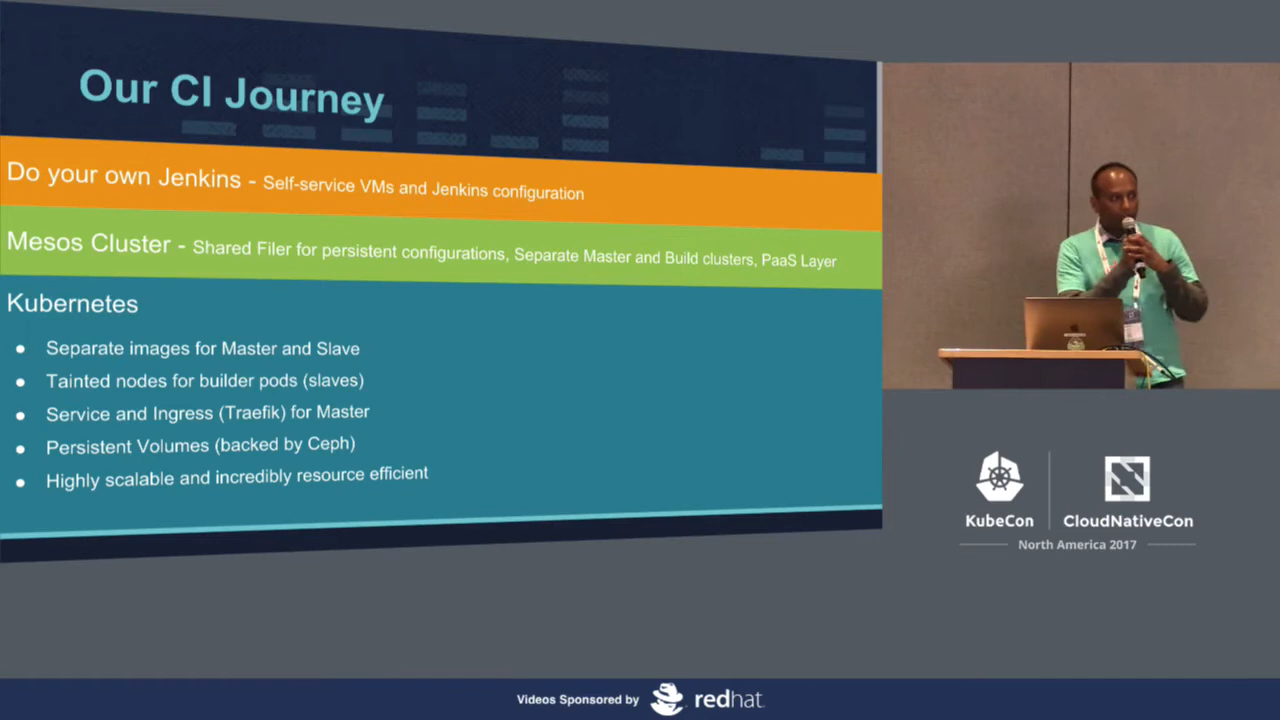 Our CI Journey
Do your own Jenkins - Self-service VMs and Jenkins configuration
Mesos Cluster - Shared Filer for persistent configurations, Separate Master and Build clusters, PaaS Layer
Kubernetes
● Separate images for Master and Slave
● Tainted nodes for builder pods (slaves)
● Service and Ingress (Traefik) for Master
● Persistent Volumes (backed by Ceph)
● Highly scalable and incredibly resource efficient
KubeCon
CloudNativeCon
North America 2017
Videos Sponsored by
redhat